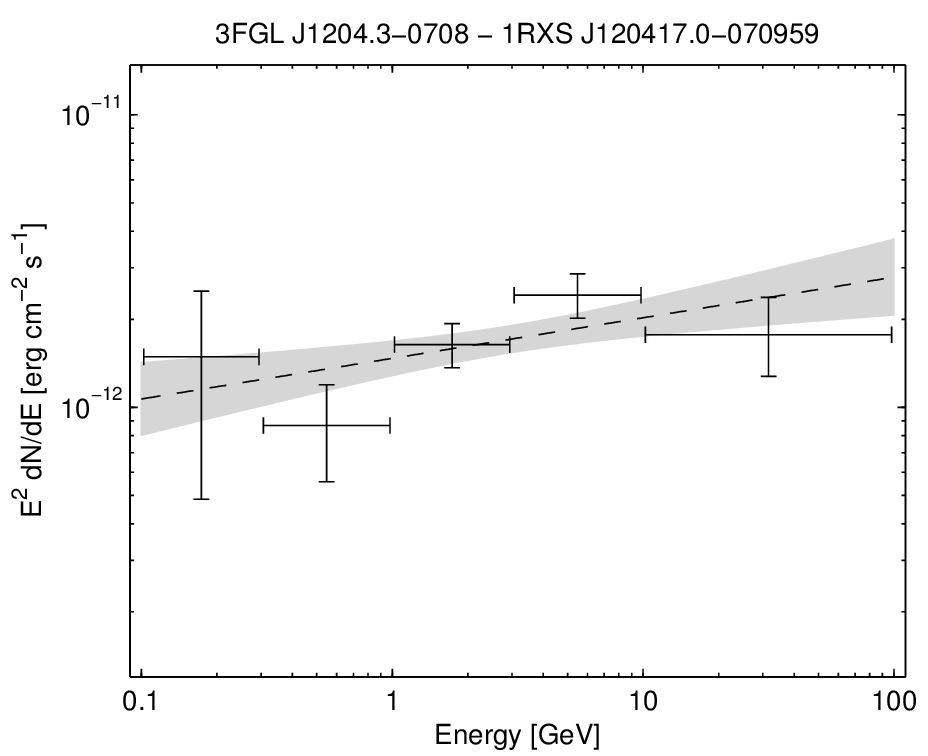 3FGL J1204.3−0708 − 1RXS J120417.0−070959
10⁻¹¹
10⁻¹²
E² dN/dE [erg cm⁻² s⁻¹]
0.1 1 10 100
Energy [GeV]